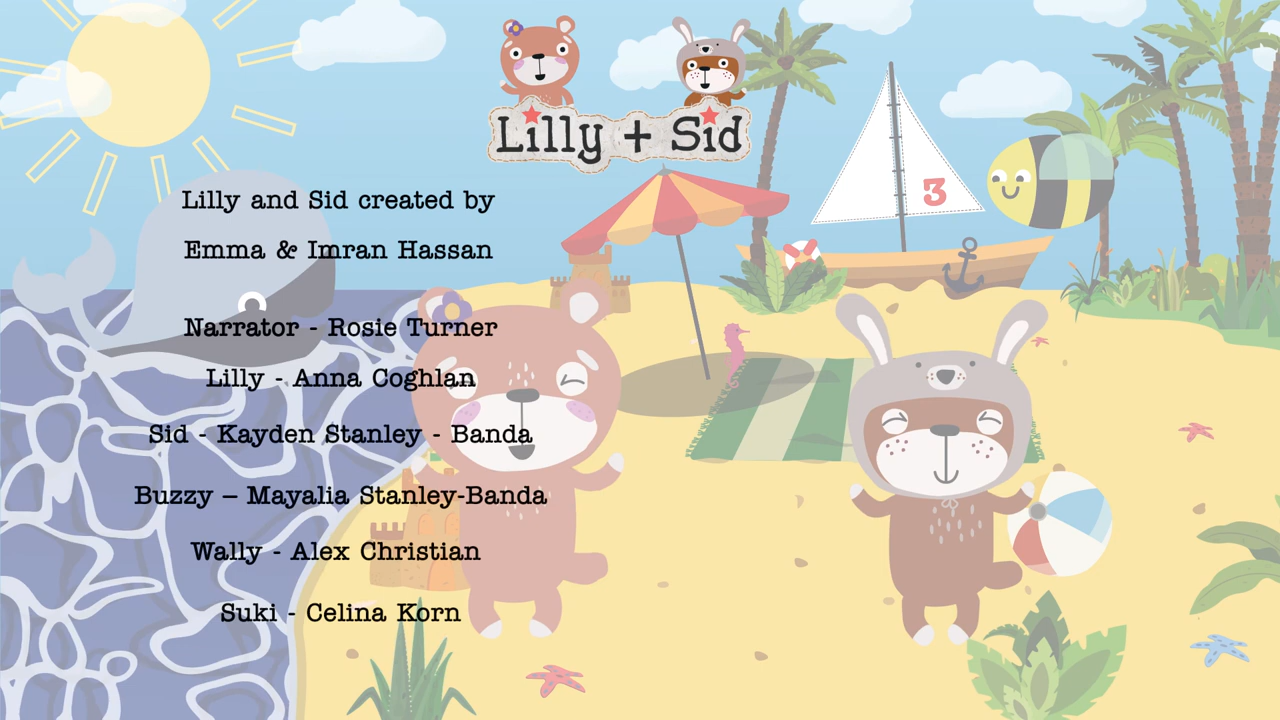 Lilly + Sid
Lilly and Sid created by
Emma & Imran Hassan
Narrator - Rosie Turner
Lilly - Anna Coghlan
Sid - Kayden Stanley - Banda
Buzzy – Mayalia Stanley-Banda
Wally - Alex Christian
Suki - Celina Korn
3